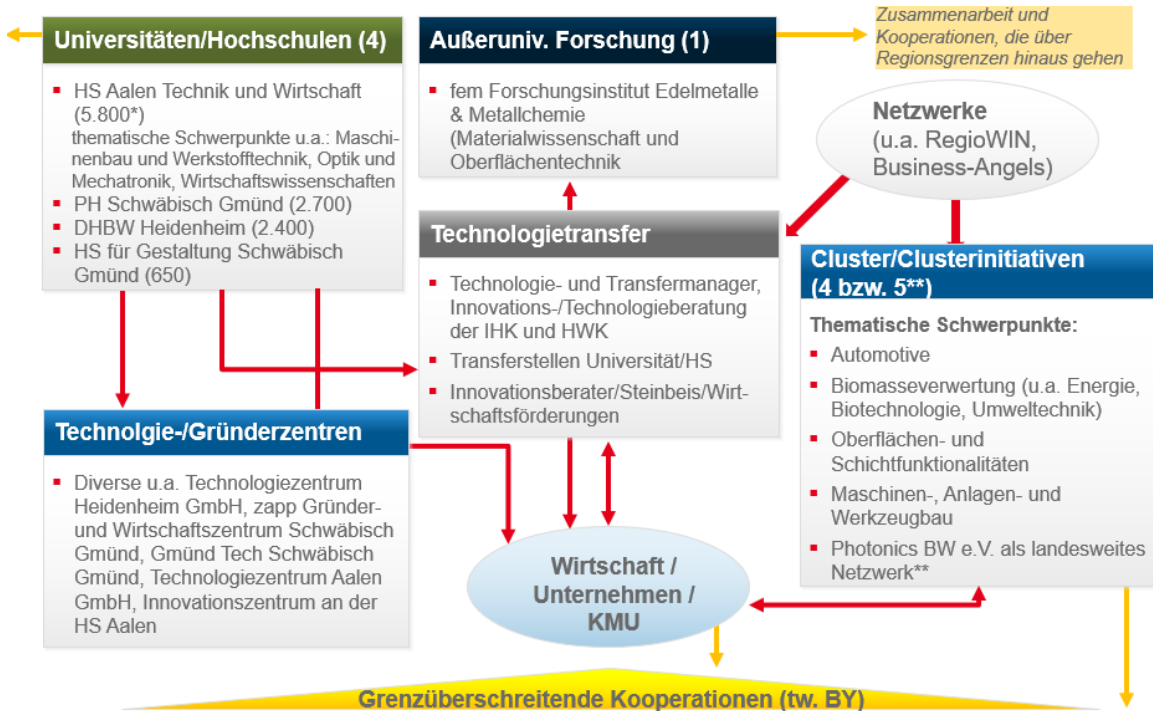 Universitäten/Hochschulen (4)
▪ HS Aalen Technik und Wirtschaft
(5.800*)
thematische Schwerpunkte u.a.: Maschi-
nenbau und Werkstofftechnik, Optik und
Mechatronik, Wirtschaftswissenschaften
▪ PH Schwäbisch Gmünd (2.700)
▪ DHBW Heidenheim (2.400)
▪ HS für Gestaltung Schwäbisch
Gmünd (650)
Außeruniv. Forschung (1)
▪ fem Forschungsinstitut Edelmetalle
& Metallchemie
(Materialwissenschaft und
Oberflächentechnik
Zusammenarbeit und
Kooperationen, die über
Regionsgrenzen hinaus gehen
Netzwerke
(u.a. RegioWIN,
Business-Angels)
Technologietransfer
▪ Technologie- und Transfermanager,
Innovations-/Technologieberatung
der IHK und HWK
▪ Transferstellen Universität/HS
▪ Innovationsberater/Steinbeis/Wirt-
schaftsförderungen
Cluster/Clusterinitiativen
(4 bzw. 5**)
Thematische Schwerpunkte:
▪ Automotive
▪ Biomasseverwertung (u.a. Energie,
Biotechnologie, Umweltechnik)
▪ Oberflächen- und
Schichtfunktionalitäten
▪ Maschinen-, Anlagen- und
Werkzeugbau
▪ Photonics BW e.V. als landesweites
Netzwerk**
Technolgie-/Gründerzentren
▪ Diverse u.a. Technologiezentrum
Heidenheim GmbH, zapp Gründer-
und Wirtschaftszentrum Schwäbisch
Gmünd, Gmünd Tech Schwäbisch
Gmünd, Technologiezentrum Aalen
GmbH, Innovationszentrum an der
HS Aalen
Wirtschaft /
Unternehmen /
KMU
Grenzüberschreitende Kooperationen (tw. BY)